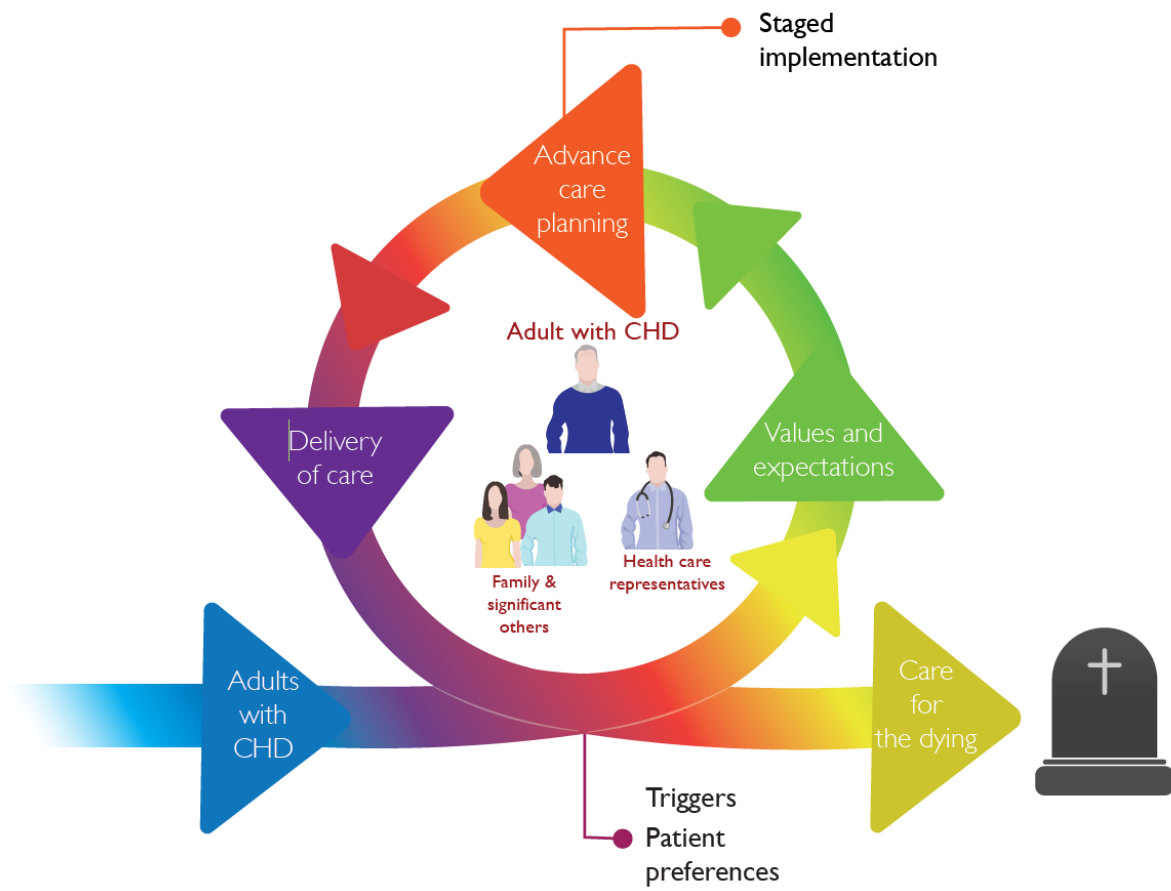 Staged
implementation
Advance
care
planning
Adult with CHD
Delivery
of care
Values and
expectations
Family &
significant
others
Health care
representatives
Adults
with
CHD
Care
for
the dying
Triggers
Patient
preferences